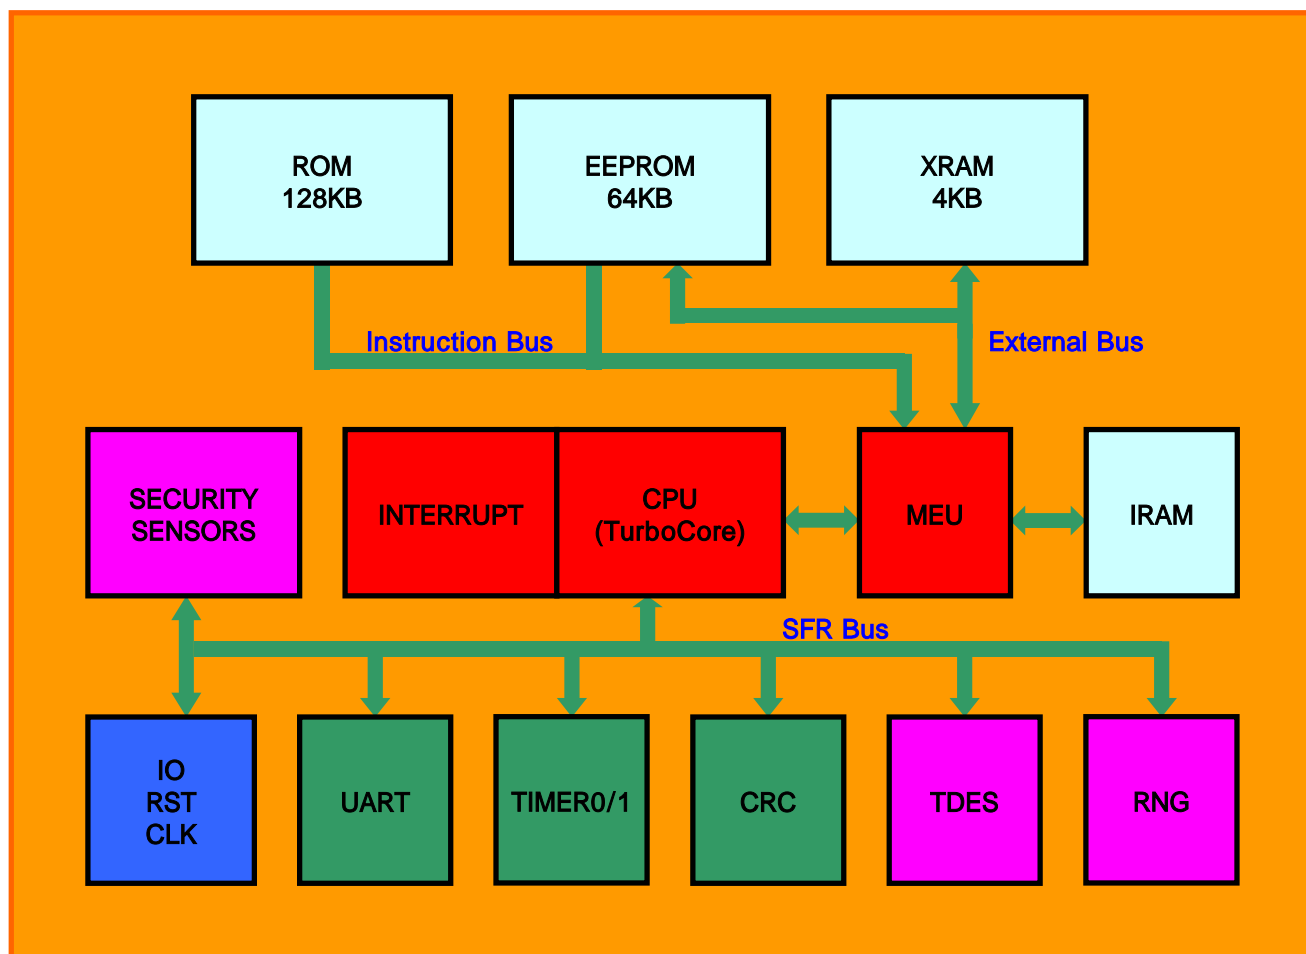 ROM
128KB
EEPROM
64KB
XRAM
4KB
Instruction Bus
External Bus
SECURITY
SENSORS
INTERRUPT
CPU
(TurboCore)
MEU
IRAM
SFR Bus
IO
RST
CLK
UART
TIMER0/1
CRC
TDES
RNG